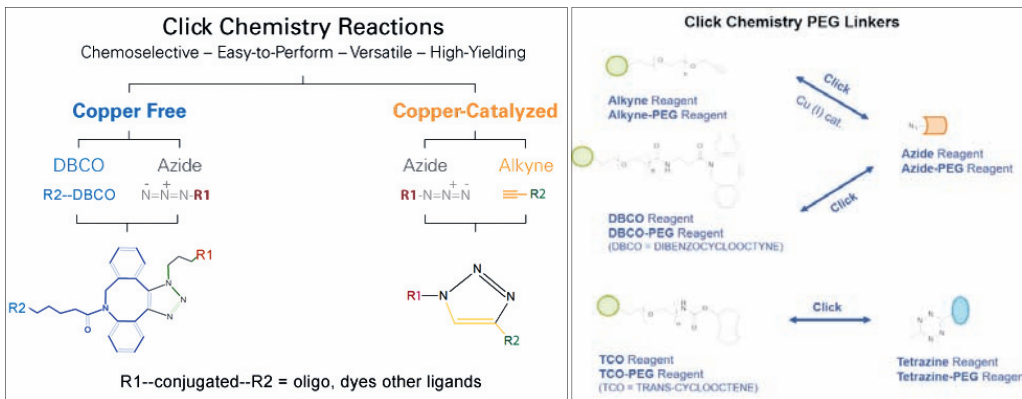 Click Chemistry Reactions
Chemoselective – Easy-to-Perform – Versatile – High-Yielding
Copper Free
Copper-Catalyzed
DBCO
Azide
Azide
Alkyne
R2--DBCO
N=N=N-R1
- +
R1-N=N=N
+ -
R2
R1
N
N
N
N
R2
O
N
N
N
R1
R2
R1--conjugated--R2 = oligo, dyes other ligands
Click Chemistry PEG Linkers
Alkyne Reagent
Alkyne-PEG Reagent
Click
Cu (I) cat.
N₃
Azide Reagent
Azide-PEG Reagent
DBCO Reagent
DBCO-PEG Reagent
(DBCO = DIBENZOCYCLOOCTYNE)
Click
TCO Reagent
TCO-PEG Reagent
(TCO = TRANS-CYCLOOCTENE)
Click
Tetrazine Reagent
Tetrazine-PEG Reagent